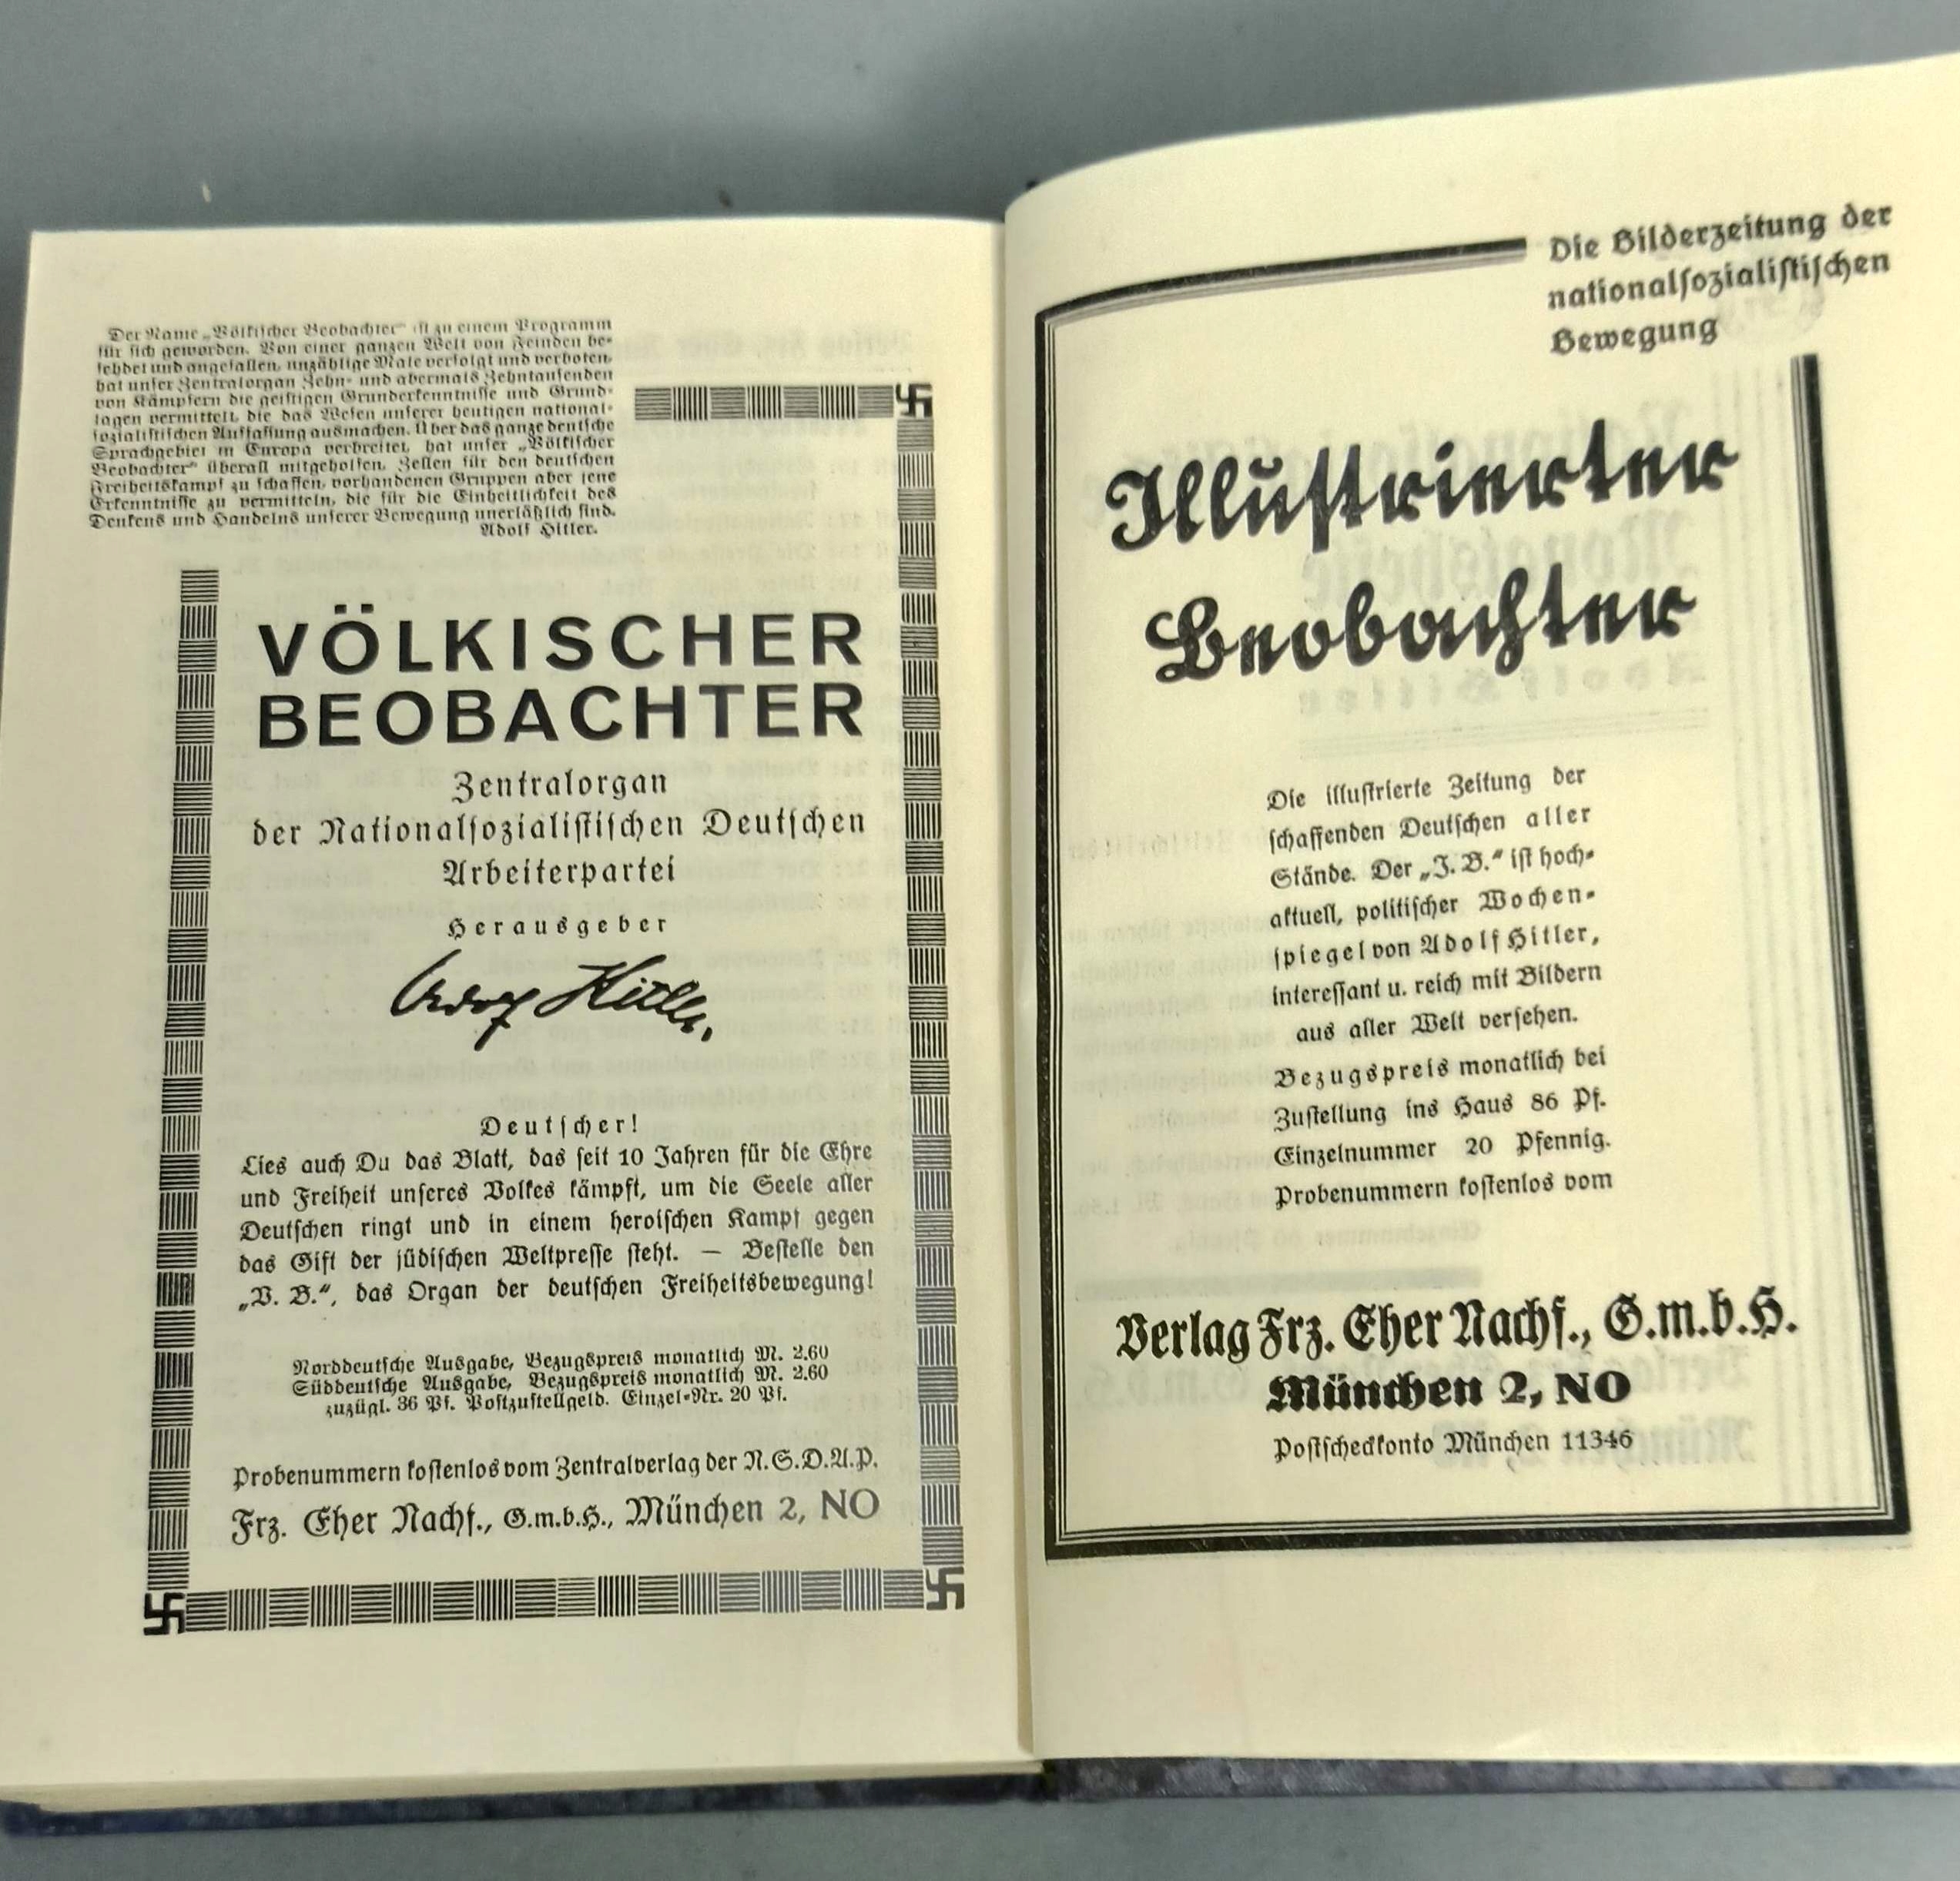 Der Name „Völkischer Beobachter“ ist zu einem Programm
für sich geworden. Von einer ganzen Welt von Feinden be-
fehdet und angefallen, unzählige Male verfolgt und verboten,
hat unser Zentralorgan Zehn- und abermals Zehntausenden
von Kämpfern die geistigen Grunderkenntnisse und Grund-
lagen vermittelt, die das Wesen unserer heutigen national-
sozialistischen Auffassung ausmachen. Über das ganze deutsche
Sprachgebiet in Europa verbreitet, hat unser „Völkischer
Beobachter“ überall mitgeholfen, Zellen für den deutschen
Freiheitskampf zu schaffen, vorhandenen Gruppen aber jene
Erkenntnisse zu vermitteln, die für die Einheitlichkeit des
Denkens und Handelns unserer Bewegung unerläßlich sind.
Adolf Hitler.
VÖLKISCHER
BEOBACHTER
Zentralorgan
der Nationalsozialistischen Deutschen
Arbeiterpartei
Herausgeber
Adolf Hitler.
Deutscher!
Lies auch Du das Blatt, das seit 10 Jahren für die Ehre
und Freiheit unseres Volkes kämpft, um die Seele aller
Deutschen ringt und in einem heroischen Kampf gegen
das Gift der jüdischen Weltpresse steht. — Bestelle den
„V. B.“, das Organ der deutschen Freiheitsbewegung!
Norddeutsche Ausgabe, Bezugspreis monatlich M. 2.60
Süddeutsche Ausgabe, Bezugspreis monatlich M. 2.60
zuzügl. 36 Pf. Postzustellgeld. Einzel-Nr. 20 Pf.
Probenummern kostenlos vom Zentralverlag der N.S.D.A.P.
Frz. Eher Nachf., G.m.b.H., München 2, NO
Die Bilderzeitung der
nationalsozialistischen
Bewegung
Illustrierter
Beobachter
Die illustrierte Zeitung der
schaffenden Deutschen aller
Stände. Der „J. B.“ ist hoch-
aktuell, politischer Wochen-
spiegel von Adolf Hitler,
interessant u. reich mit Bildern
aus aller Welt versehen.
Bezugspreis monatlich bei
Zustellung ins Haus 86 Pf.
Einzelnummer 20 Pfennig.
Probenummern kostenlos vom
Verlag Frz. Eher Nachf., G.m.b.H.
München 2, NO
Postscheckkonto München 11346